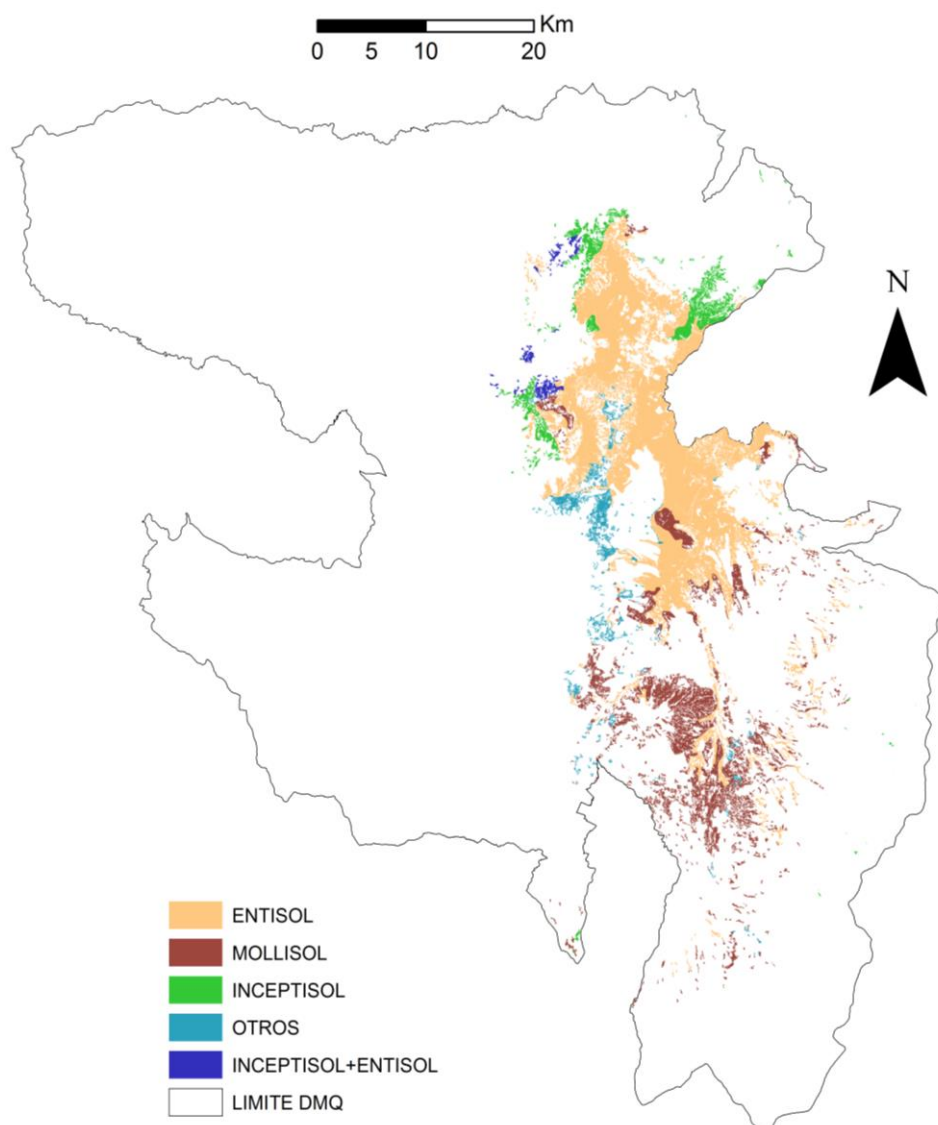 Km
0 5 10 20
N
ENTISOL
MOLLISOL
INCEPTISOL
OTROS
INCEPTISOL+ENTISOL
LIMITE DMQ